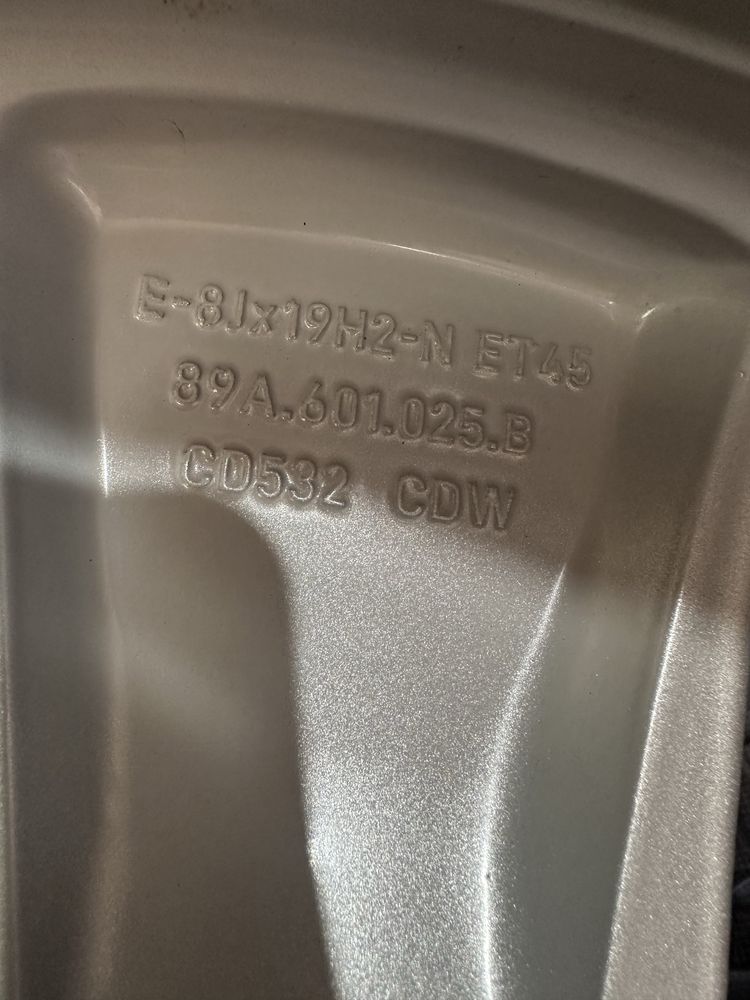 E-8Jx19H2-N ET45
89A.601.025.B
CD532 CDW